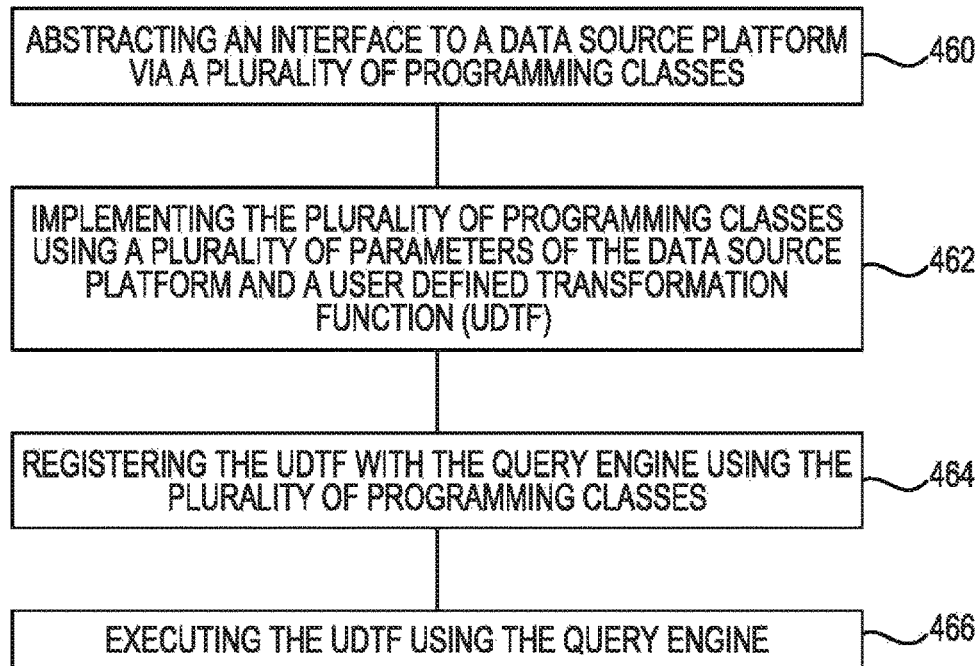 ABSTRACTING AN INTERFACE TO A DATA SOURCE PLATFORM
VIA A PLURALITY OF PROGRAMMING CLASSES
460
IMPLEMENTING THE PLURALITY OF PROGRAMMING CLASSES
USING A PLURALITY OF PARAMETERS OF THE DATA SOURCE
PLATFORM AND A USER DEFINED TRANSFORMATION
FUNCTION (UDTF)
462
REGISTERING THE UDTF WITH THE QUERY ENGINE USING THE
PLURALITY OF PROGRAMMING CLASSES
464
EXECUTING THE UDTF USING THE QUERY ENGINE
466